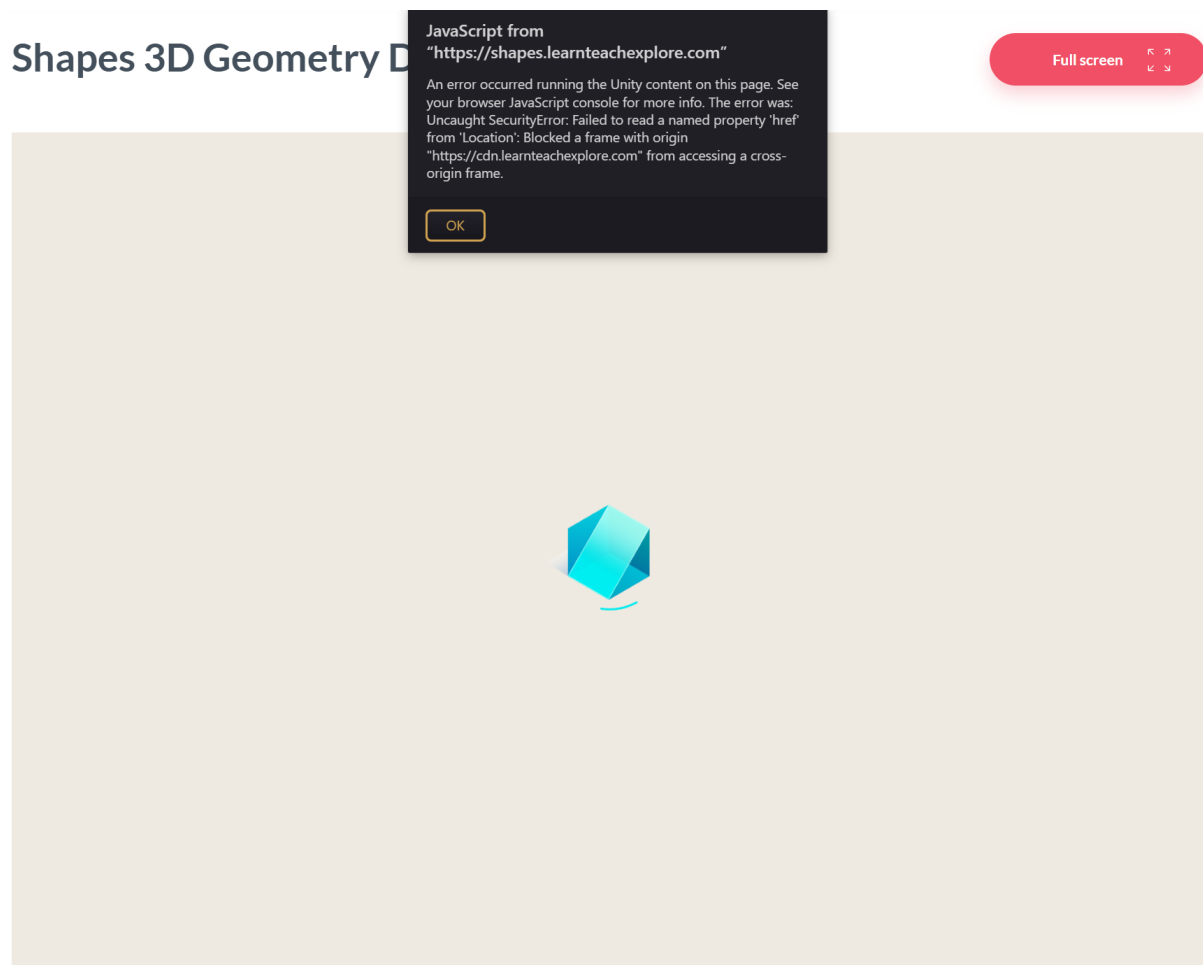 Shapes 3D Geometry D
JavaScript from
“https://shapes.learnteachexplore.com”
An error occurred running the Unity content on this page. See
your browser JavaScript console for more info. The error was:
Uncaught SecurityError: Failed to read a named property 'href'
from 'Location': Blocked a frame with origin
"https://cdn.learnteachexplore.com" from accessing a cross-
origin frame.
OK
Full screen